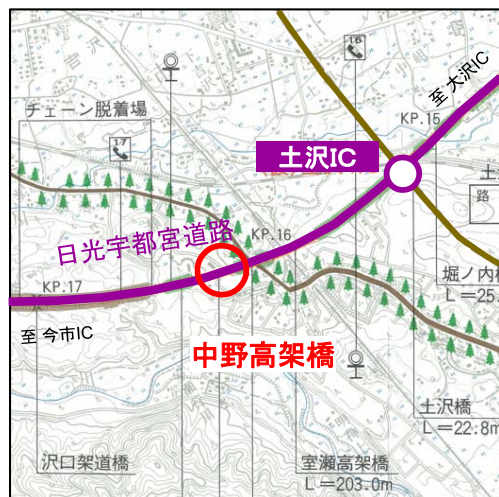 至 大沢IC
16
KP.15
チェーン脱着場
17
土沢IC
路
日光宇都宮道路
KP.16
KP.17
堀ノ内橋
L=25.
至 今市IC
中野高架橋
土沢橋
L=22.8m
沢口架道橋
室瀬高架橋
L=203.0m